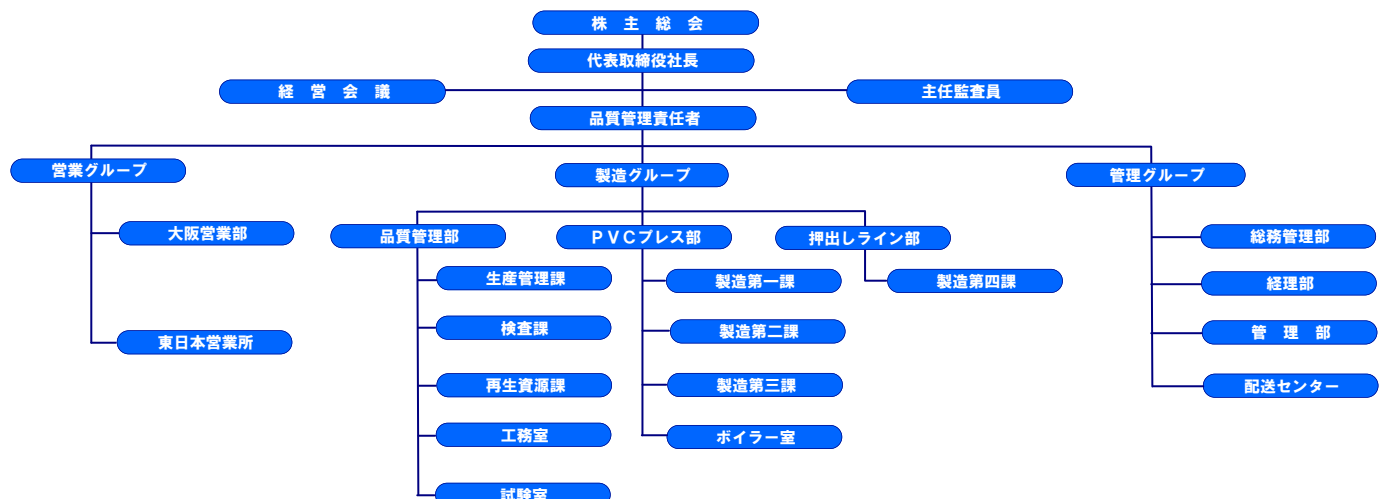 株 主 総 会
代表取締役社長
経 営 会 議
主任監査員
品質管理責任者
営業グループ
製造グループ
管理グループ
大阪営業部
東日本営業所
品質管理部
PVCプレス部
押出しライン部
生産管理課
検査課
再生資源課
工務室
試験室
製造第一課
製造第二課
製造第三課
ボイラー室
製造第四課
総務管理部
経理部
管 理 部
配送センター